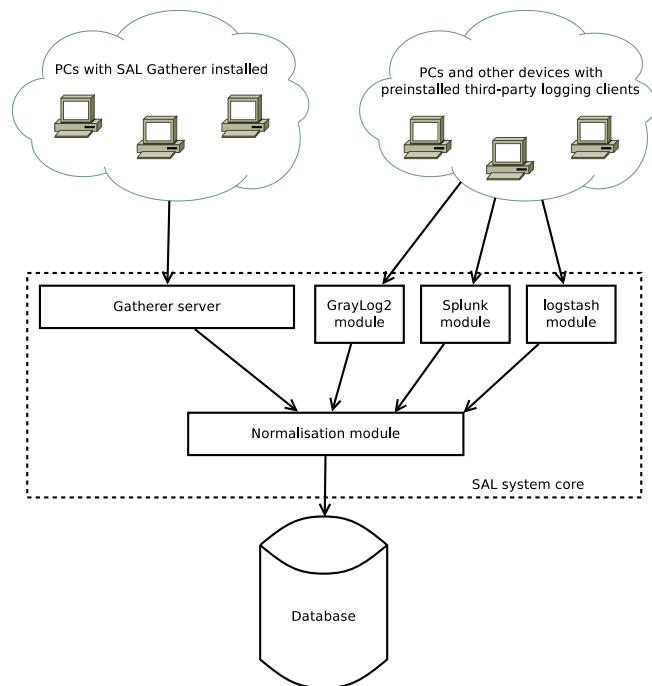 PCs with SAL Gatherer installed
PCs and other devices with
preinstalled third-party logging clients
Gatherer server
GrayLog2
module
Splunk
module
logstash
module
Normalisation module
SAL system core
Database